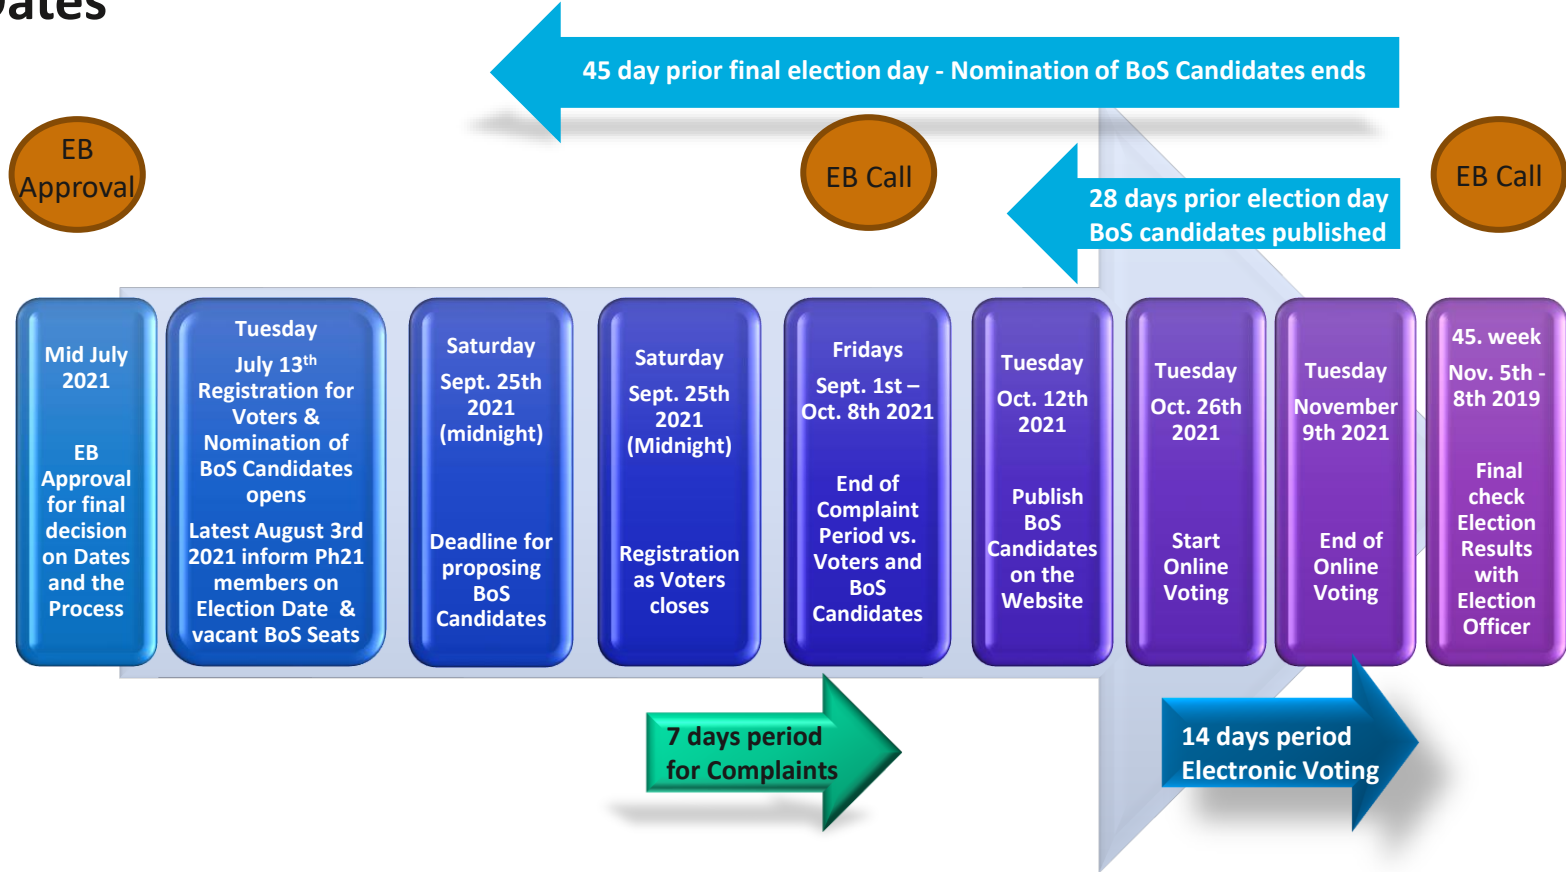 45 day prior final election day - Nomination of BoS Candidates ends
EB
Approval
EB Call
28 days prior election day
BoS candidates published
EB Call
Mid July
2021
EB
Approval
for final
decision
on Dates
and the
Process
Tuesday
July 13th
Registration for
Voters &
Nomination of
BoS Candidates
opens
Latest August 3rd
2021 inform Ph21
members on
Election Date &
vacant BoS Seats
Saturday
Sept. 25th
2021
(midnight)
Deadline for
proposing
BoS
Candidates
Saturday
Sept. 25th
2021
(Midnight)
Registration
as Voters
closes
Fridays
Sept. 1st –
Oct. 8th 2021
End of
Complaint
Period vs.
Voters and
BoS
Candidates
Tuesday
Oct. 12th
2021
Publish
BoS
Candidates
on the
Website
Tuesday
Oct. 26th
2021
Start
Online
Voting
Tuesday
November
9th 2021
End of
Online
Voting
45. week
Nov. 5th -
8th 2019
Final
check
Election
Results
with
Election
Officer
7 days period
for Complaints
14 days period
Electronic Voting